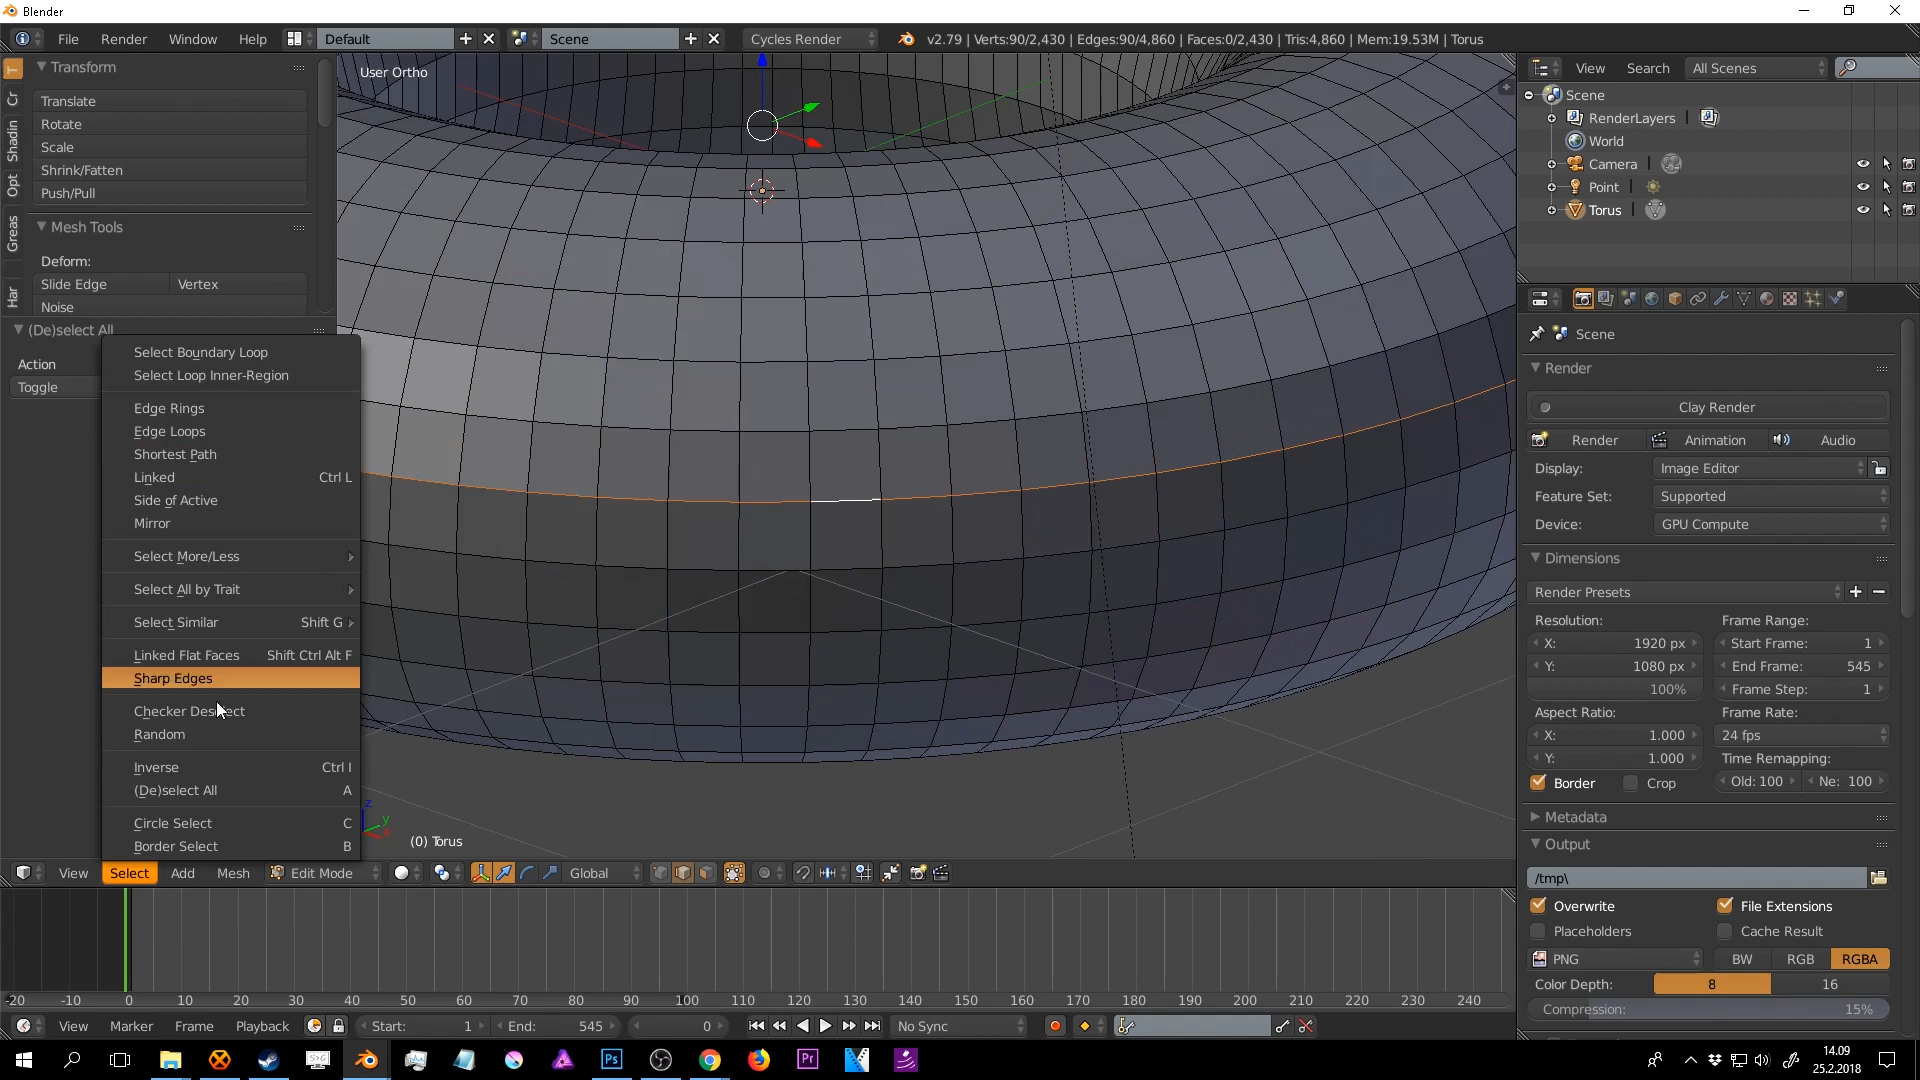 Blender
File Render Window Help Default Scene Cycles Render v2.79 | Verts:90/2,430 | Edges:90/4,860 | Faces:0/2,430 | Tris:4,860 | Mem:19.53M | Torus
Transform
Translate
Rotate
Scale
Shrink/Fatten
Push/Pull
Mesh Tools
Deform:
Slide Edge Vertex
Noise
T
Cr
Shadin
Opt
Greas
Har
(De)select All
Action
Toggle
Select Boundary Loop
Select Loop Inner-Region
Edge Rings
Edge Loops
Shortest Path
Linked Ctrl L
Side of Active
Mirror
Select More/Less
Select All by Trait
Select Similar Shift G
Linked Flat Faces Shift Ctrl Alt F
Sharp Edges
Checker Deselect
Random
Inverse Ctrl I
(De)select All A
Circle Select C
Border Select B
User Ortho
z
y
(0) Torus
View Select Add Mesh Edit Mode Global
-20 -10 0 10 20 30 40 50 60 70 80 90 100 110 120 130 140 150 160 170 180 190 200 210 220 230 240
View Marker Frame Playback Start: 1 End: 545 0 No Sync
View Search All Scenes
Scene
RenderLayers
World
Camera
Point
Torus
Scene
Render
Clay Render
Render Animation Audio
Display: Image Editor
Feature Set: Supported
Device: GPU Compute
Dimensions
Render Presets
Resolution: Frame Range:
X: 1920 px Start Frame: 1
Y: 1080 px End Frame: 545
100% Frame Step: 1
Aspect Ratio: Frame Rate:
X: 1.000 24 fps
Y: 1.000 Time Remapping:
Border Crop Old: 100 Ne: 100
Metadata
Output
/tmp\
Overwrite File Extensions
Placeholders Cache Result
PNG BW RGB RGBA
Color Depth: 8 16
Compression: 15%
Ps
Pr
14.09
25.2.2018